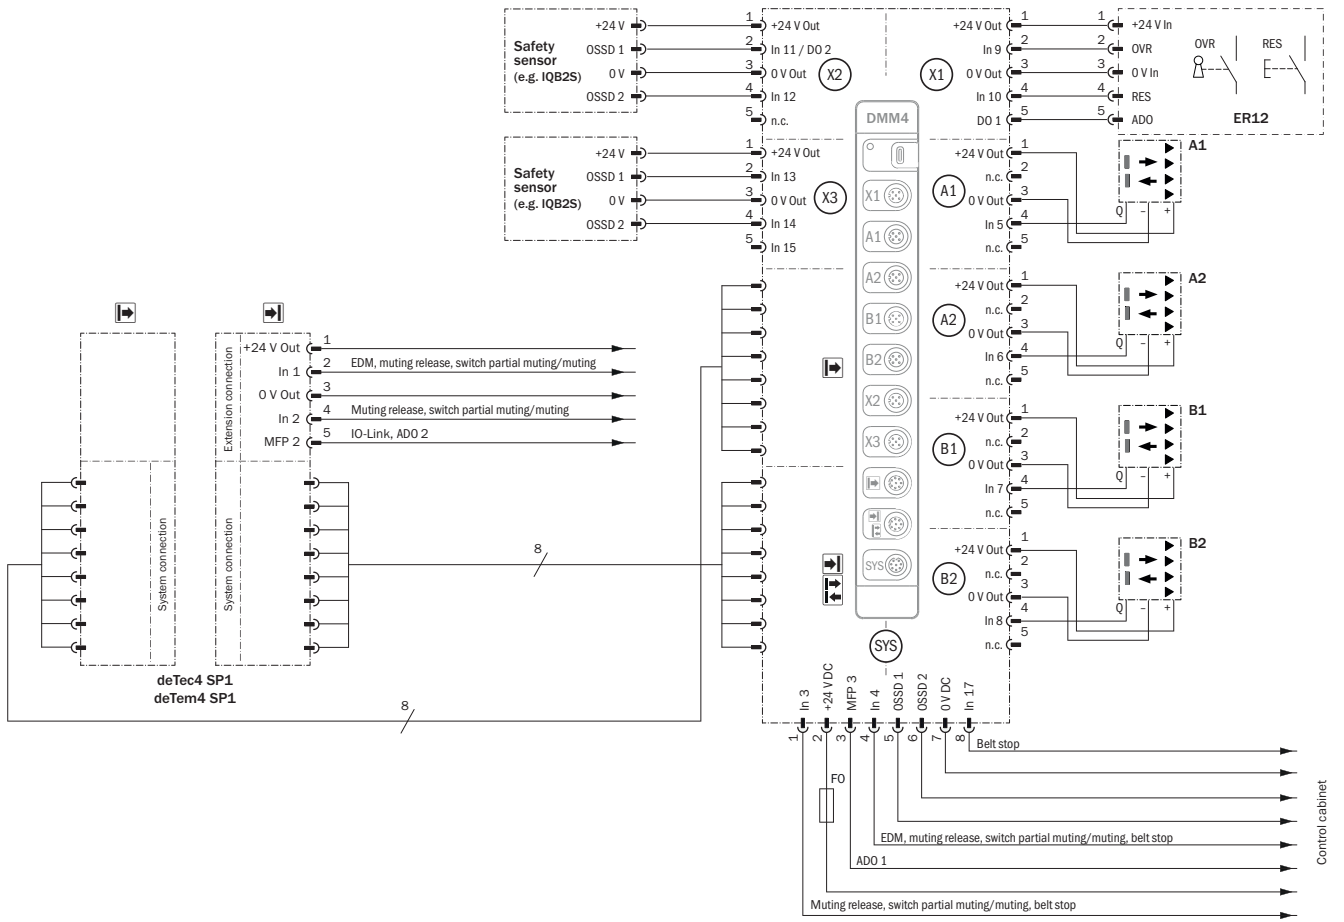 Safety
sensor
(e.g. IQB2S)
+24 V
OSSD 1
0 V
OSSD 2
1
2
3
4
5
+24 V Out
In 11 / DO 2
0 V Out
In 12
n.c.
X2
X1
+24 V Out
In 9
0 V Out
In 10
DO 1
1
2
3
4
5
1
2
3
4
5
+24 V In
OVR
0 V In
RES
ADO
OVR
RES
ER12
Safety
sensor
(e.g. IQB2S)
+24 V
OSSD 1
0 V
OSSD 2
1
2
3
4
5
+24 V Out
In 13
0 V Out
In 14
In 15
X3
DMM4
X1
A1
A2
B1
B2
X2
X3
SYS
A1
+24 V Out
n.c.
0 V Out
In 5
n.c.
1
2
3
4
5
A1
Q
–
+
A2
+24 V Out
n.c.
0 V Out
In 6
n.c.
1
2
3
4
5
A2
Q
–
+
B1
+24 V Out
n.c.
0 V Out
In 7
n.c.
1
2
3
4
5
B1
Q
–
+
B2
+24 V Out
n.c.
0 V Out
In 8
n.c.
1
2
3
4
5
B2
Q
–
+
Extension connection
+24 V Out
In 1
0 V Out
In 2
MFP 2
1
2
3
4
5
EDM, muting release, switch partial muting/muting
Muting release, switch partial muting/muting
IO-Link, ADO 2
System connection
System connection
8
deTec4 SP1
deTem4 SP1
8
SYS
In 3
+24 V DC
MFP 3
In 4
OSSD 1
OSSD 2
0 V DC
In 17
1
2
3
4
5
6
7
8
Belt stop
F0
EDM, muting release, switch partial muting/muting, belt stop
ADO 1
Muting release, switch partial muting/muting, belt stop
Control cabinet